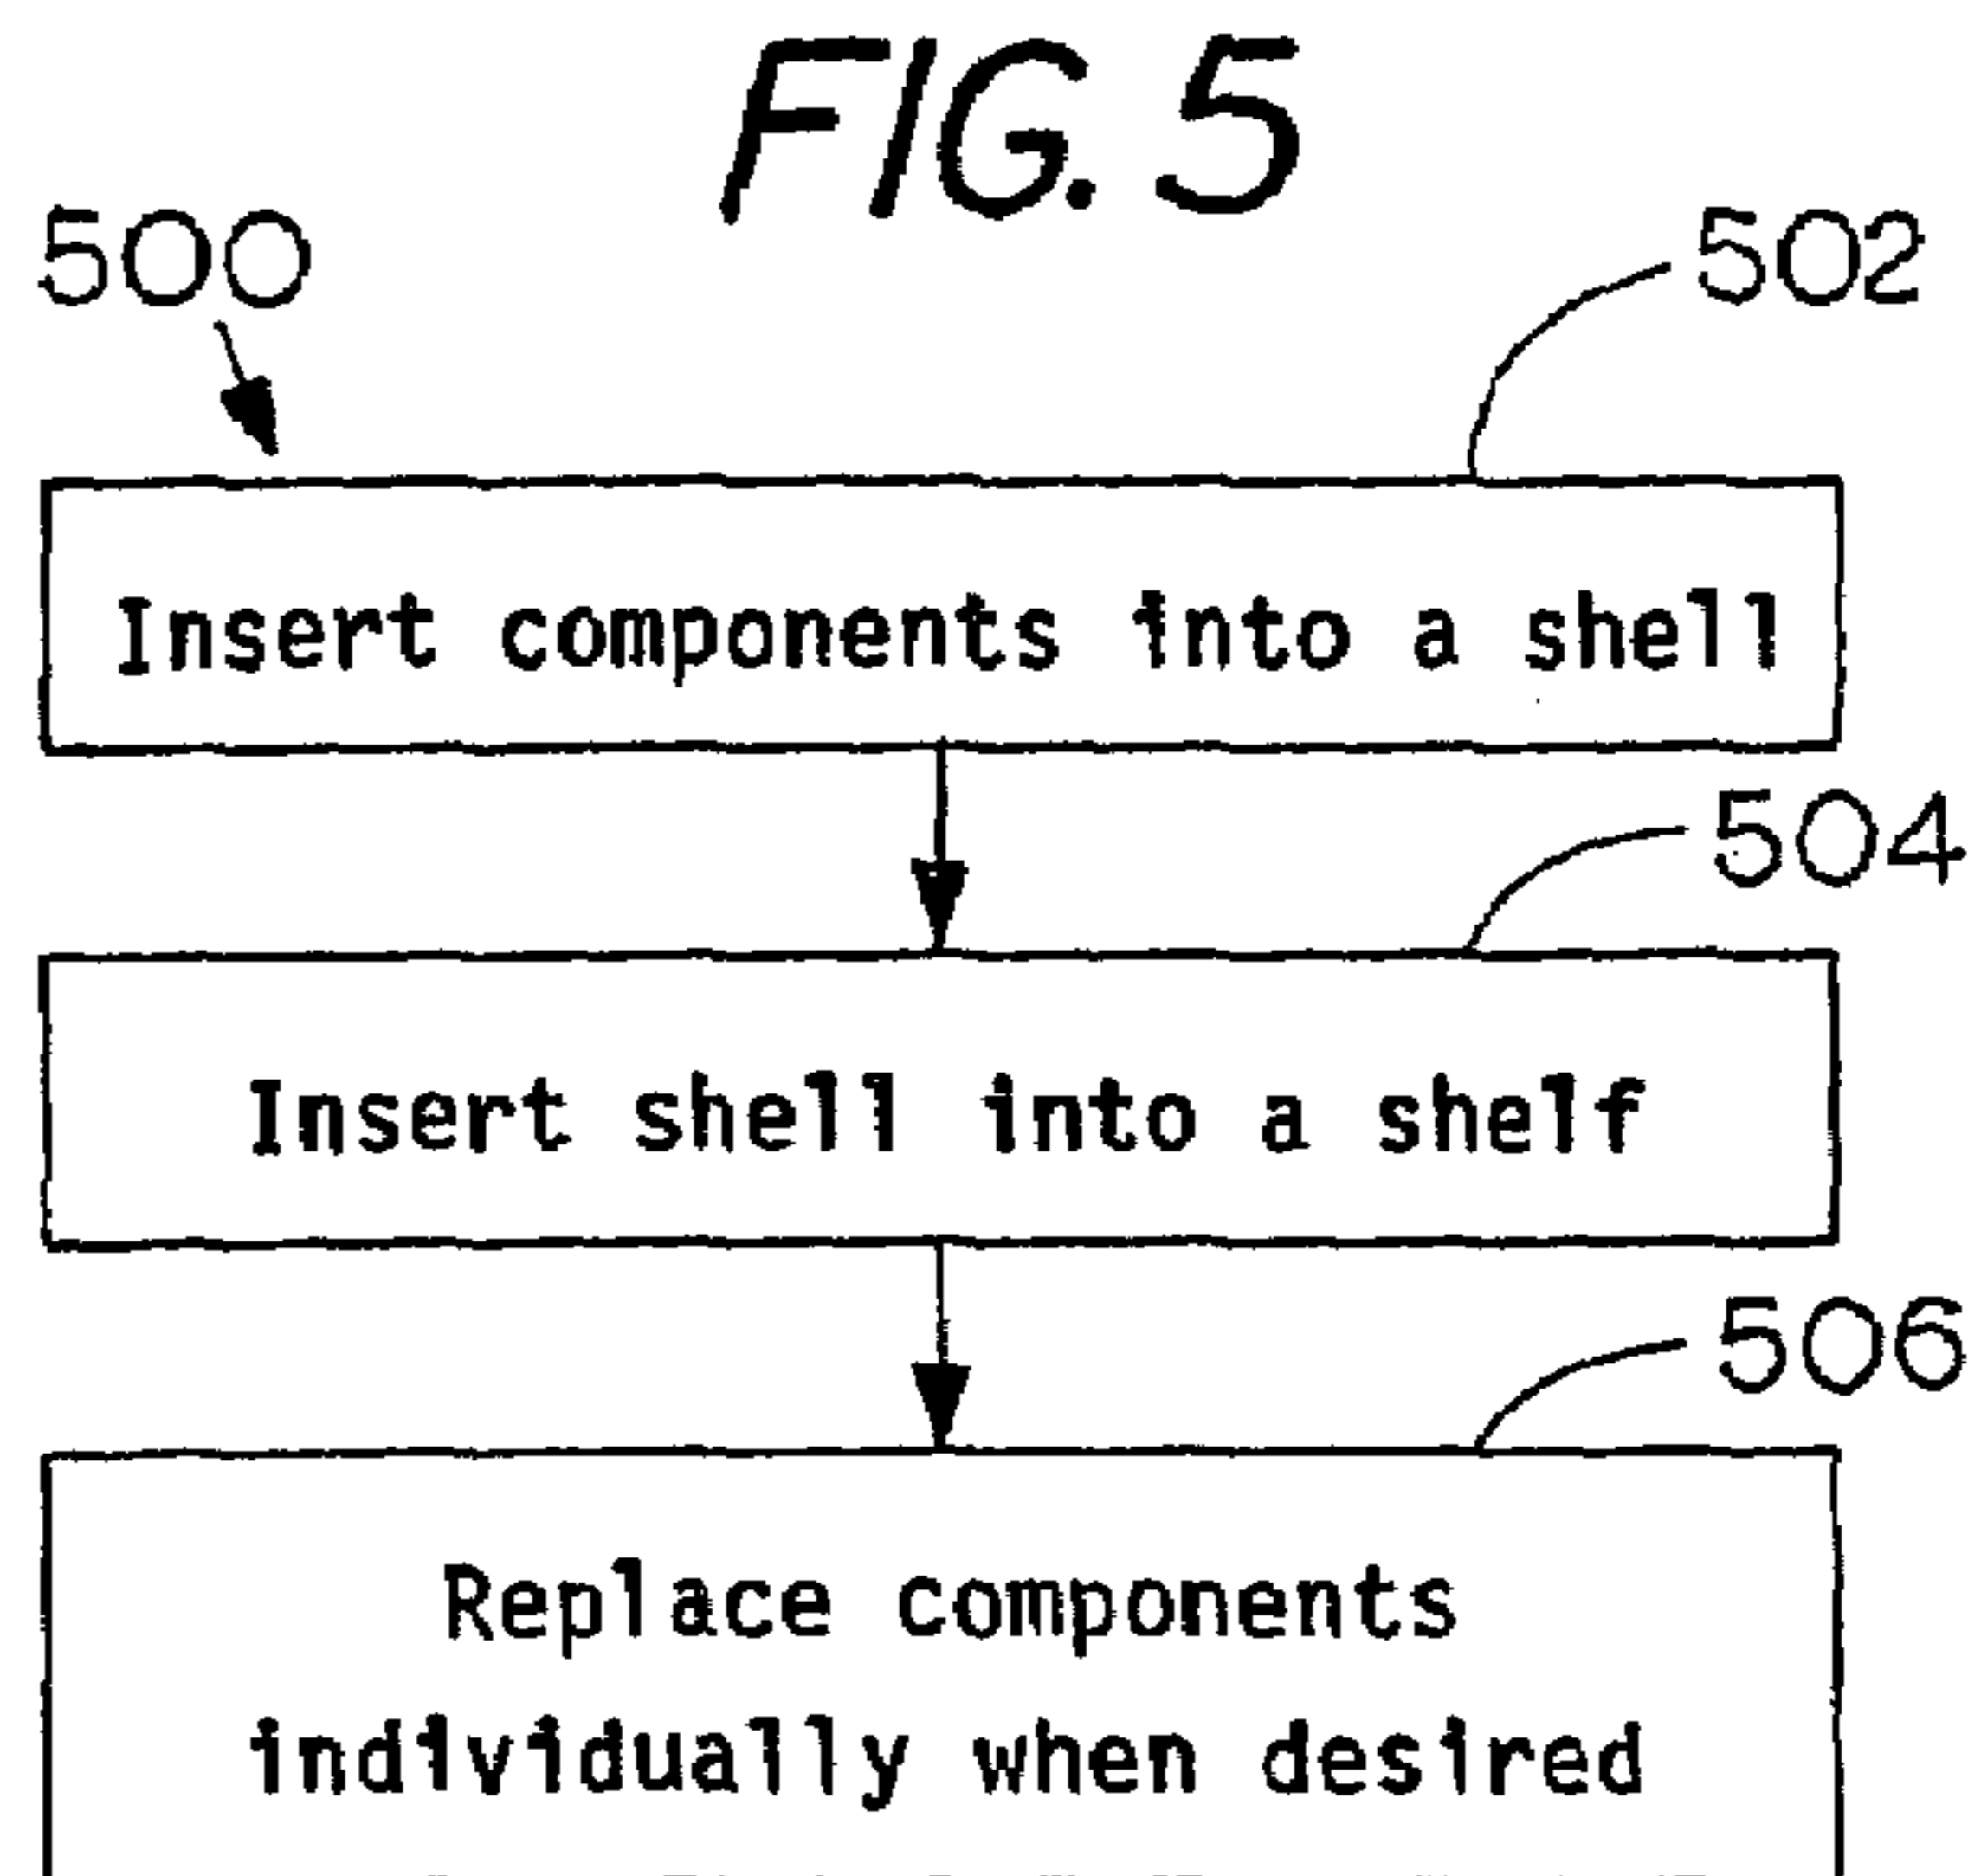 FIG. 5
500
502
Insert components into a shell
504
Insert shell into a shelf
506
Replace components
individually when desired